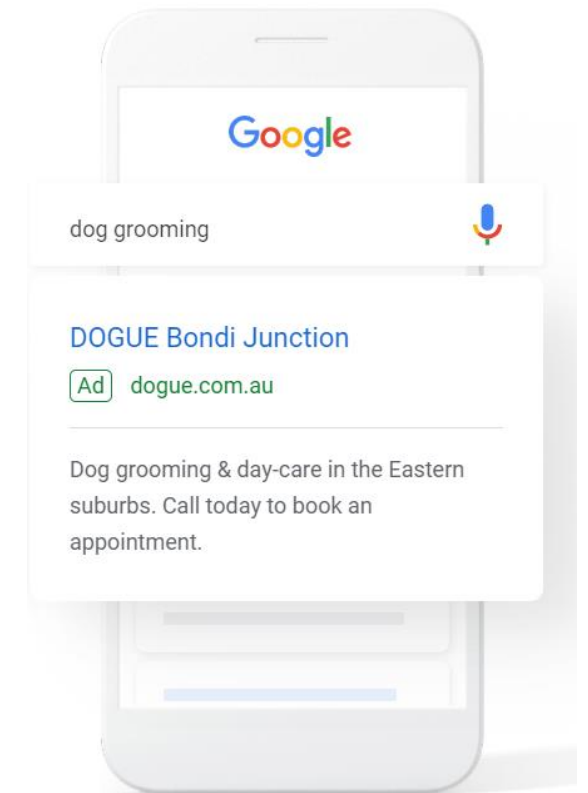 Google
dog grooming
DOGUE Bondi Junction
Ad dogue.com.au
Dog grooming & day-care in the Eastern
suburbs. Call today to book an
appointment.